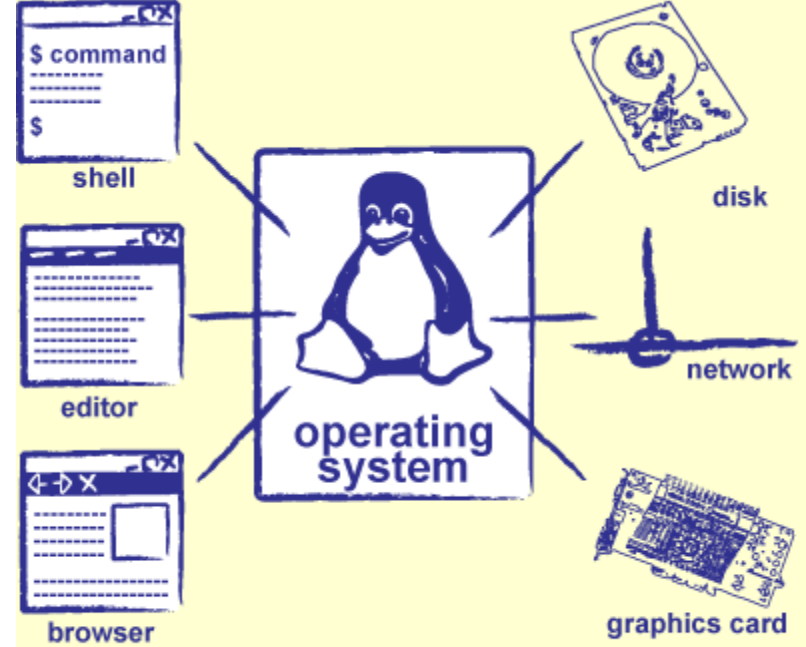 $ command
$
shell
editor
browser
operating
system
disk
network
graphics card